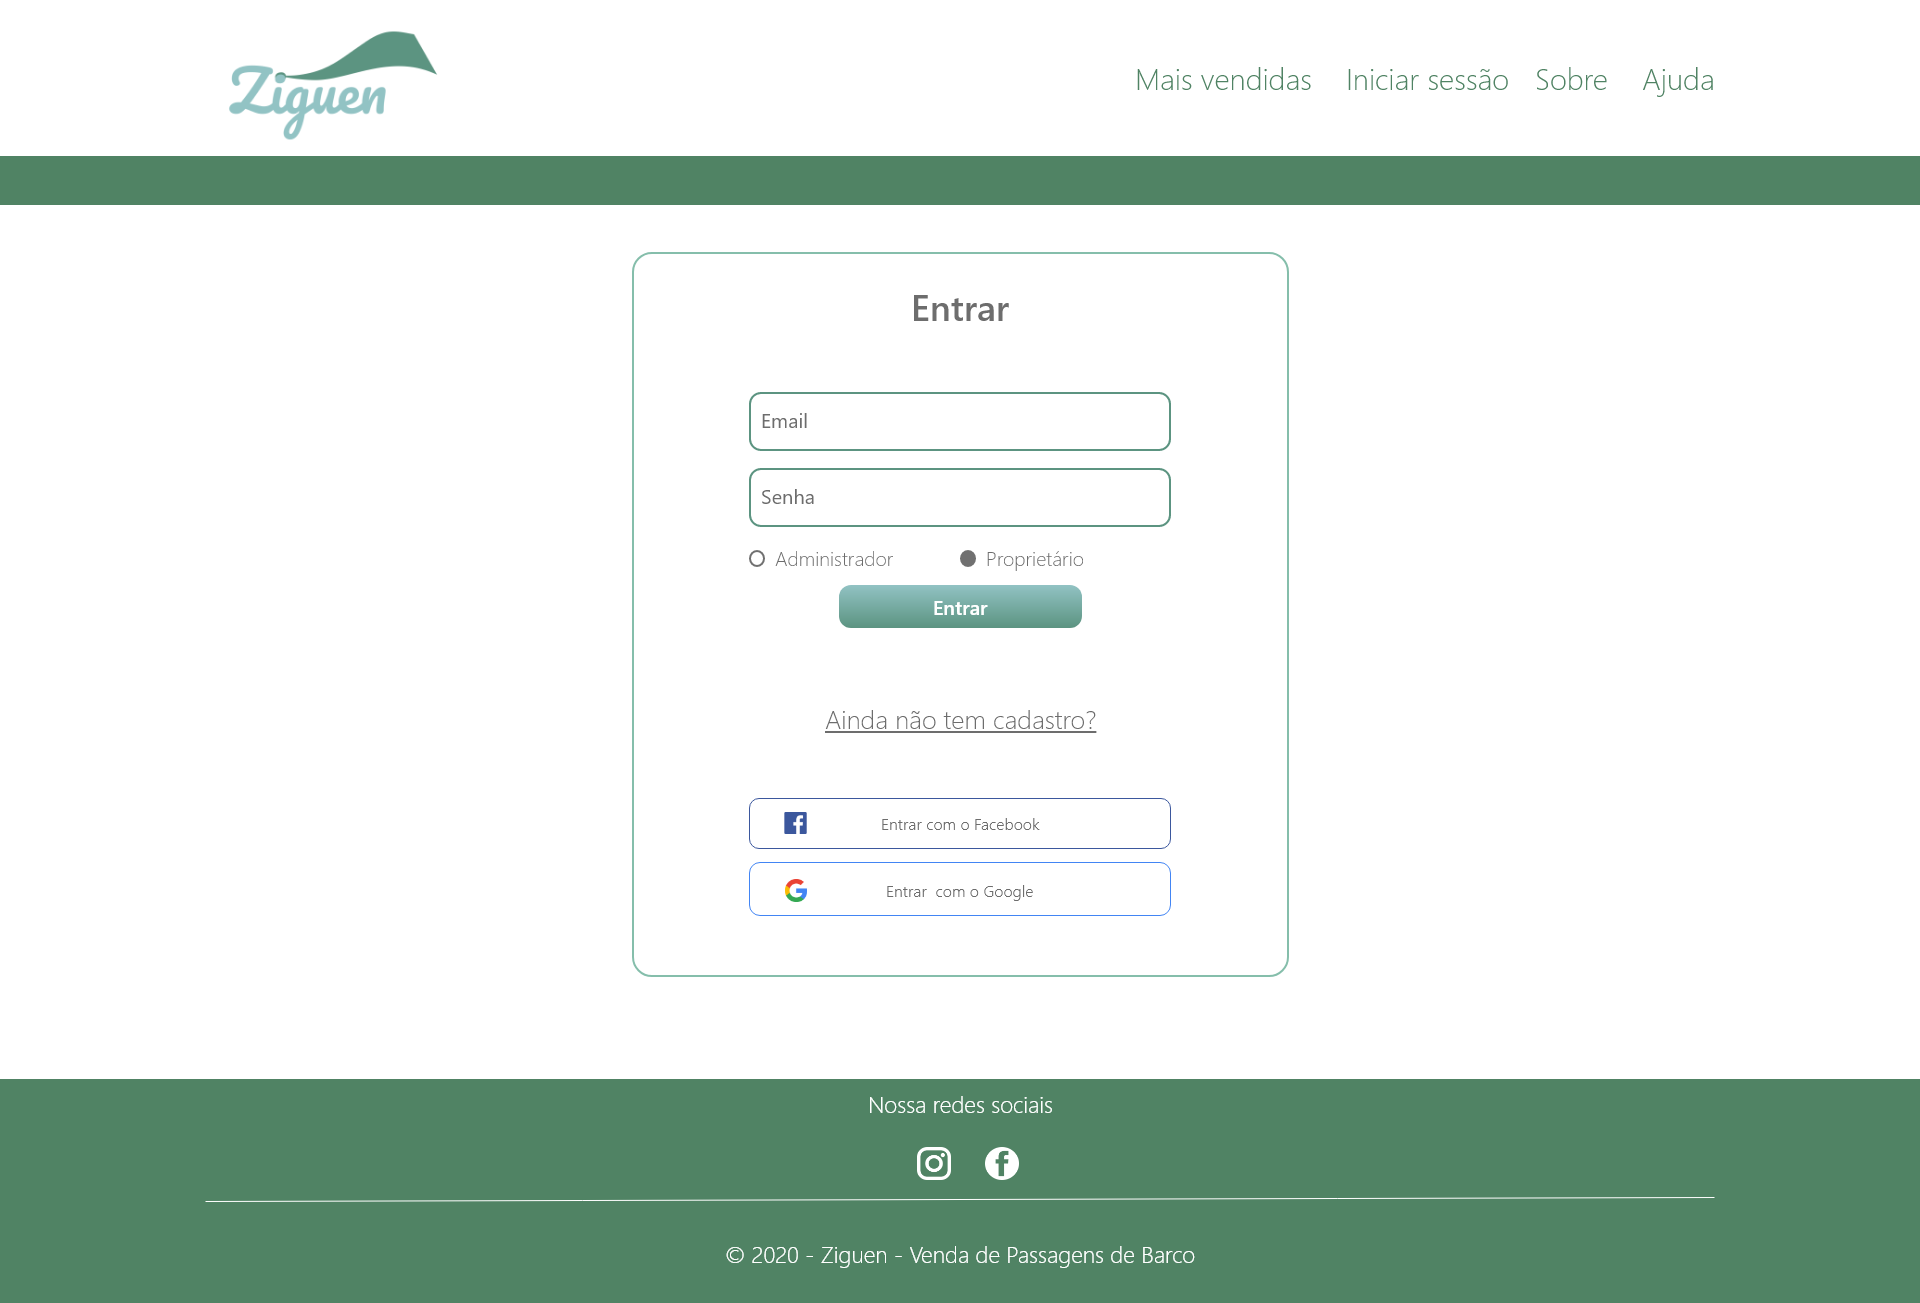 Ziguen
Mais vendidas Iniciar sessão Sobre Ajuda
Entrar
Email
Senha
Administrador Proprietário
Entrar
Ainda não tem cadastro?
Entrar com o Facebook
Entrar com o Google
Nossa redes sociais
© 2020 - Ziguen - Venda de Passagens de Barco